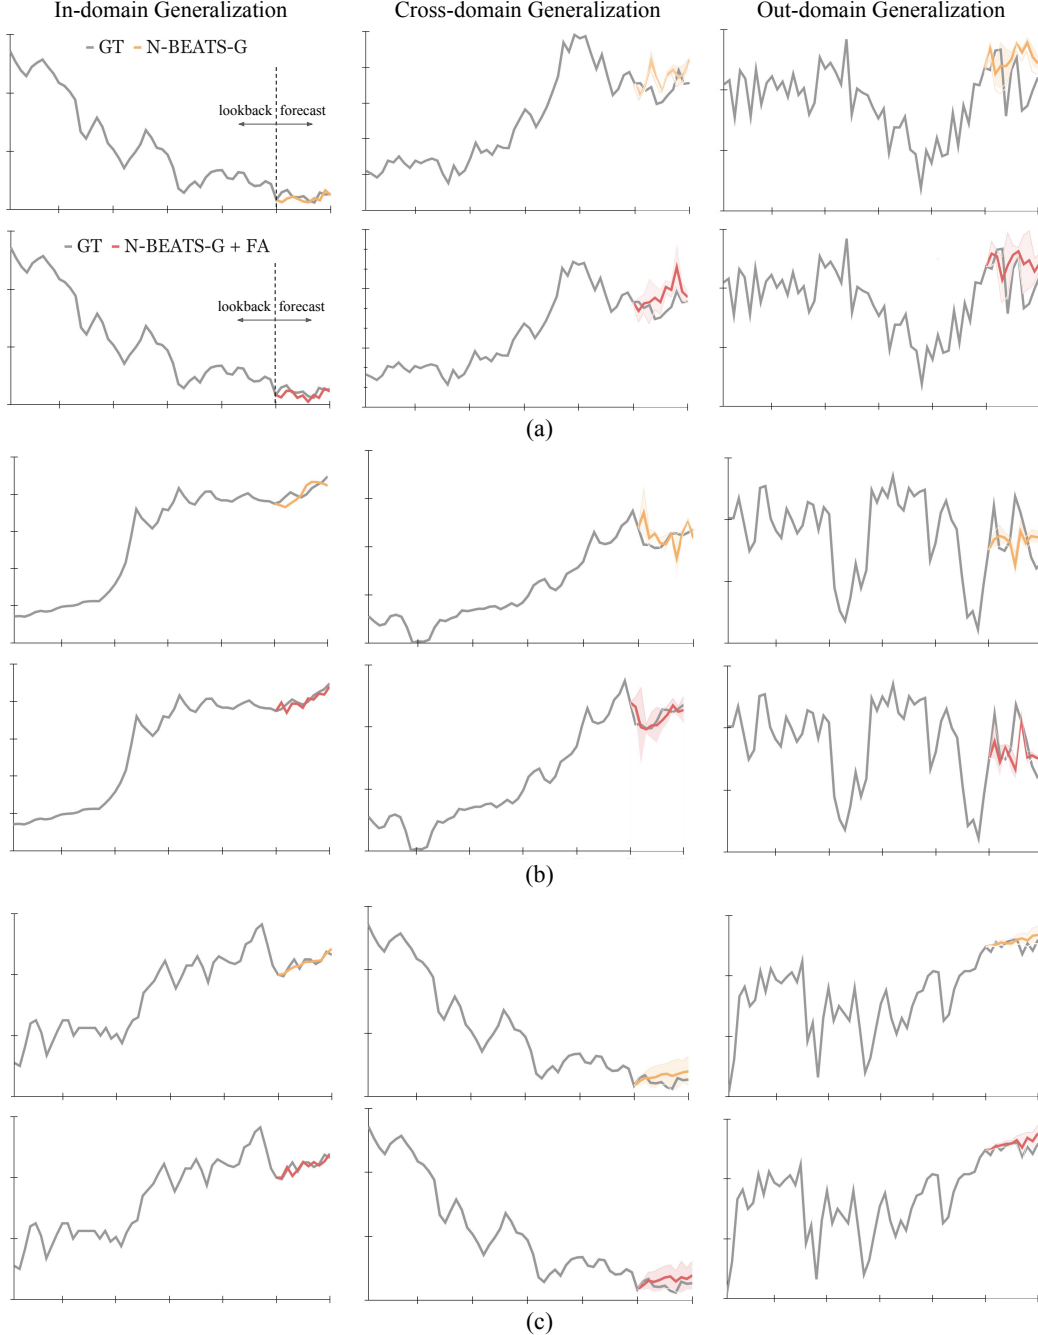 In-domain Generalization
Cross-domain Generalization
Out-domain Generalization
GT N-BEATS-G
lookback forecast
GT N-BEATS-G + FA
lookback forecast
(a)
(b)
(c)